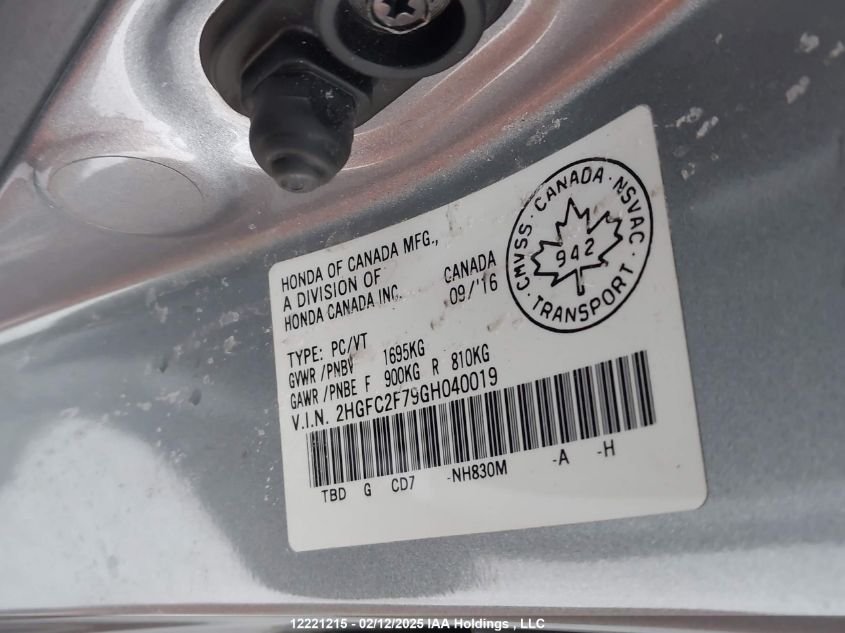 HONDA OF CANADA MFG.,
A DIVISION OF
HONDA CANADA INC.
CANADA
09/'16
CMVSS · CANADA · NSVAC
942
· TRANSPORT ·
TYPE: PC/VT
GVWR /PNBV 1695KG
GAWR /PNBE F 900KG R 810KG
V.I.N. 2HGFC2F79GH040019
TBD G CD7 -NH830M -A -H
12221215 - 02/12/2025 IAA Holdings , LLC